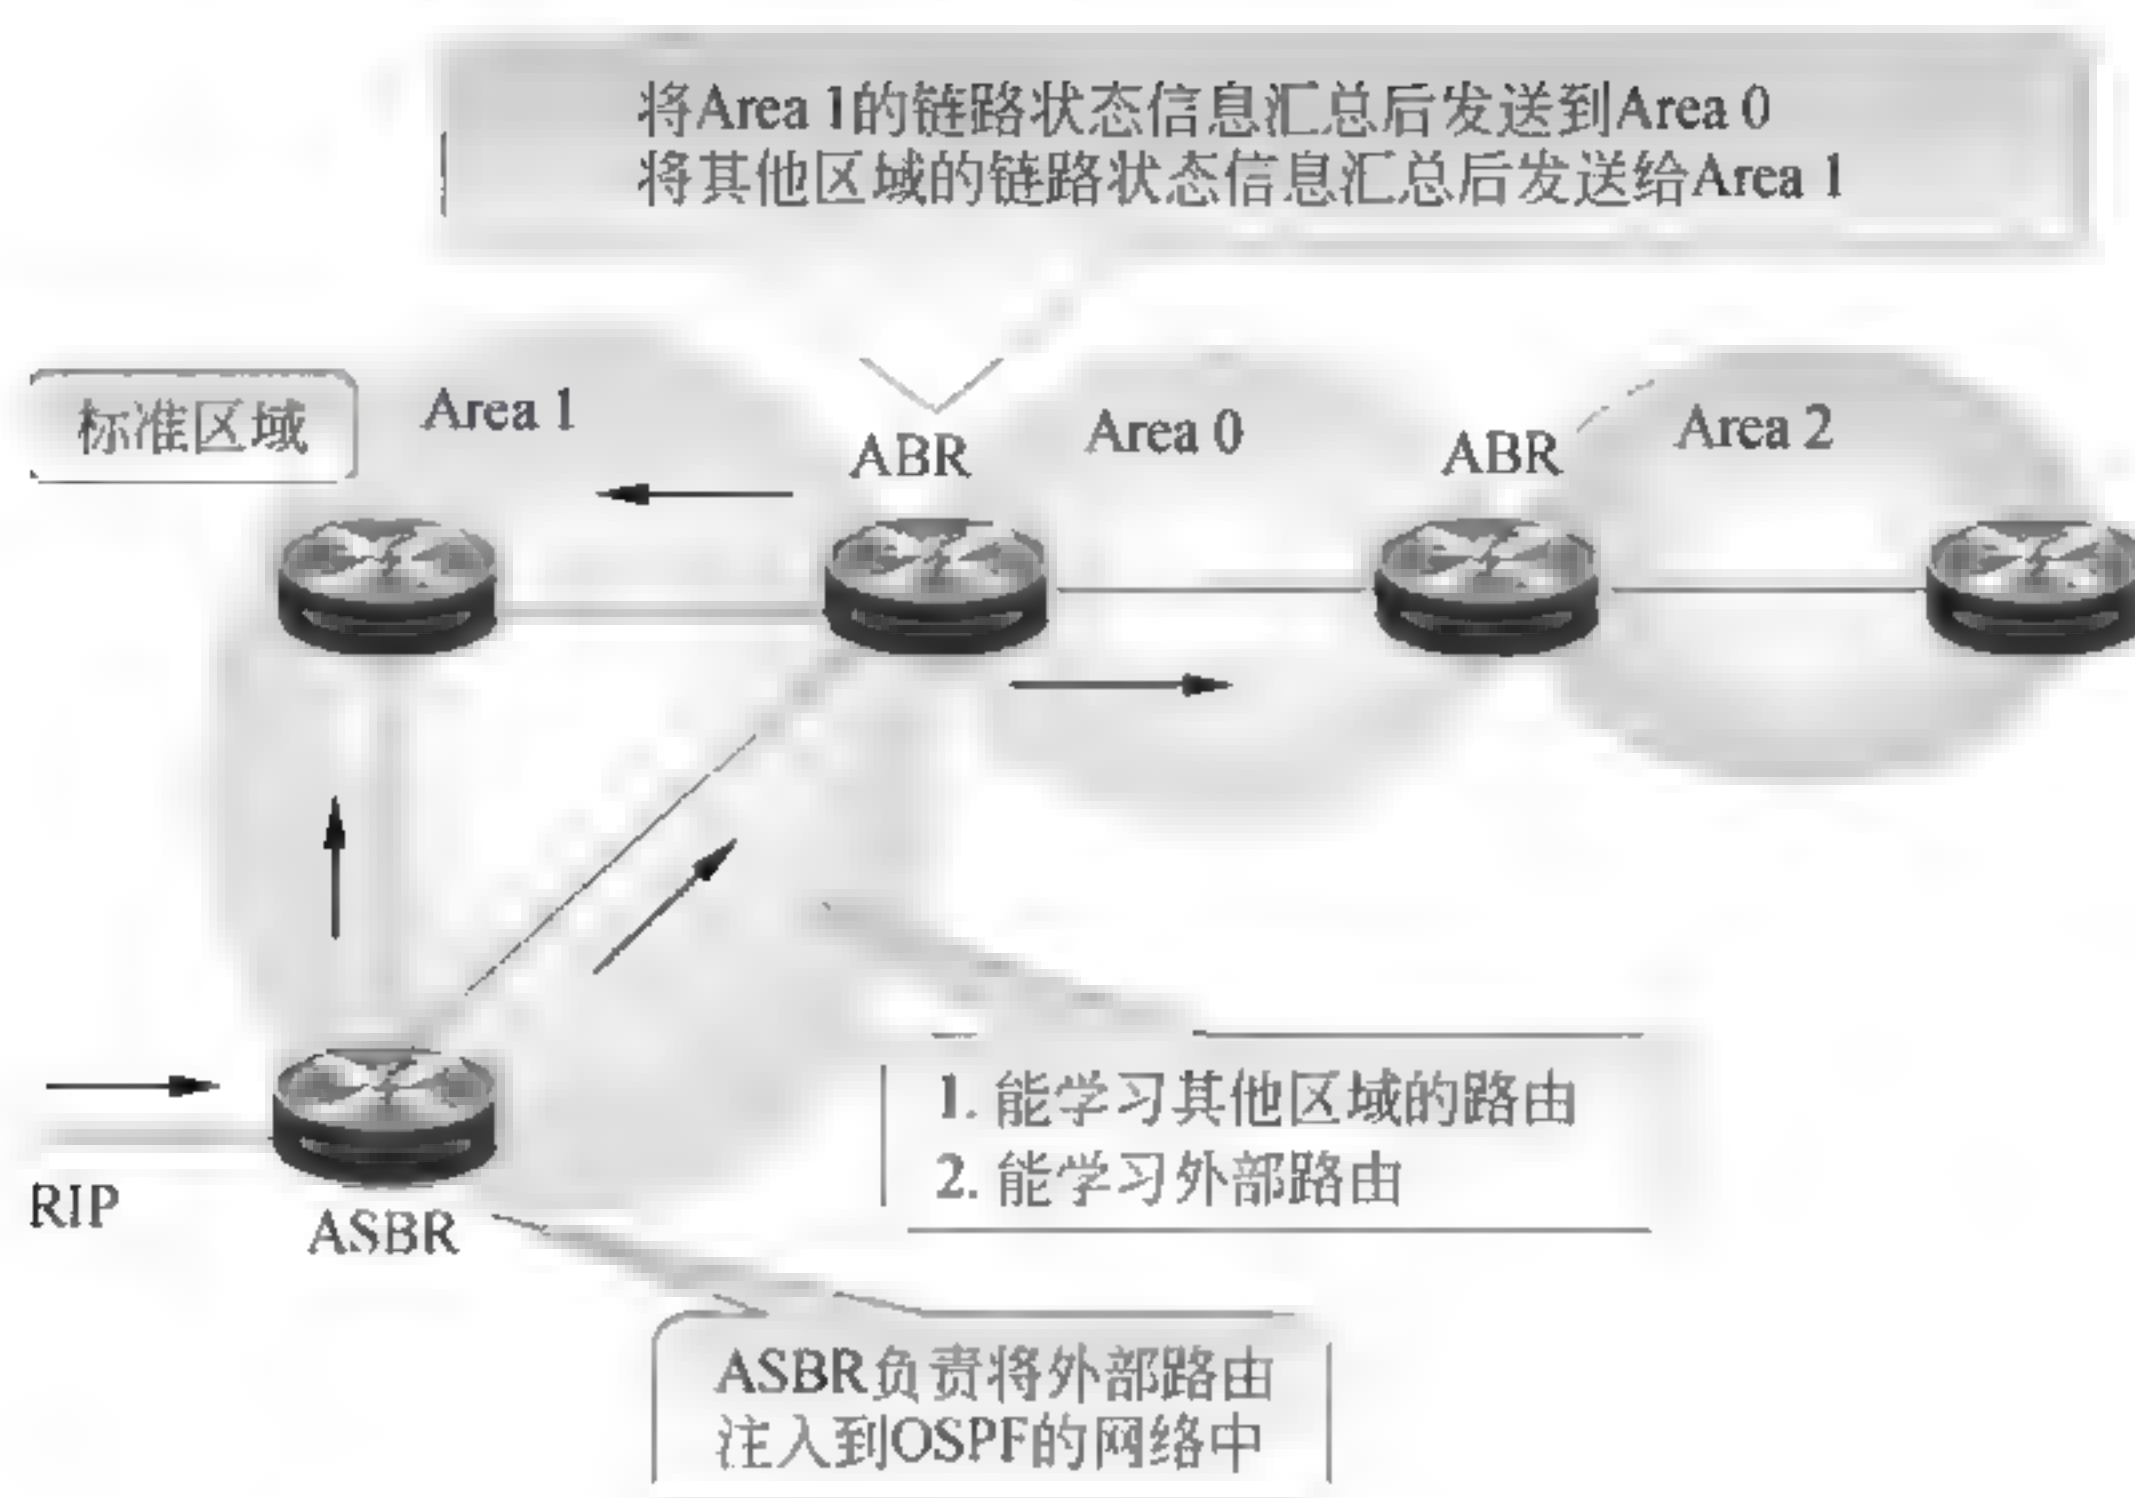 将Area 1的链路状态信息汇总后发送到Area 0
将其他区域的链路状态信息汇总后发送给Area 1
标准区域
Area 1
ABR
Area 0
ABR
Area 2
1. 能学习其他区域的路由
2. 能学习外部路由
RIP
ASBR
ASBR负责将外部路由
注入到OSPF的网络中